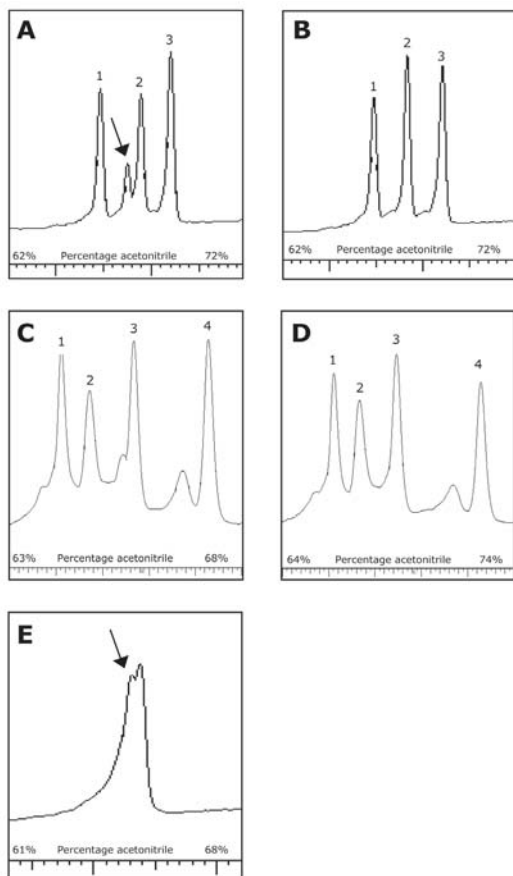 A
3
1
2
62% Percentage acetonitrile 72%
B
2
3
1
62% Percentage acetonitrile 72%
C
1
3
4
2
63% Percentage acetonitrile 68%
D
3
1
4
2
64% Percentage acetonitrile 74%
E
61% Percentage acetonitrile 68%